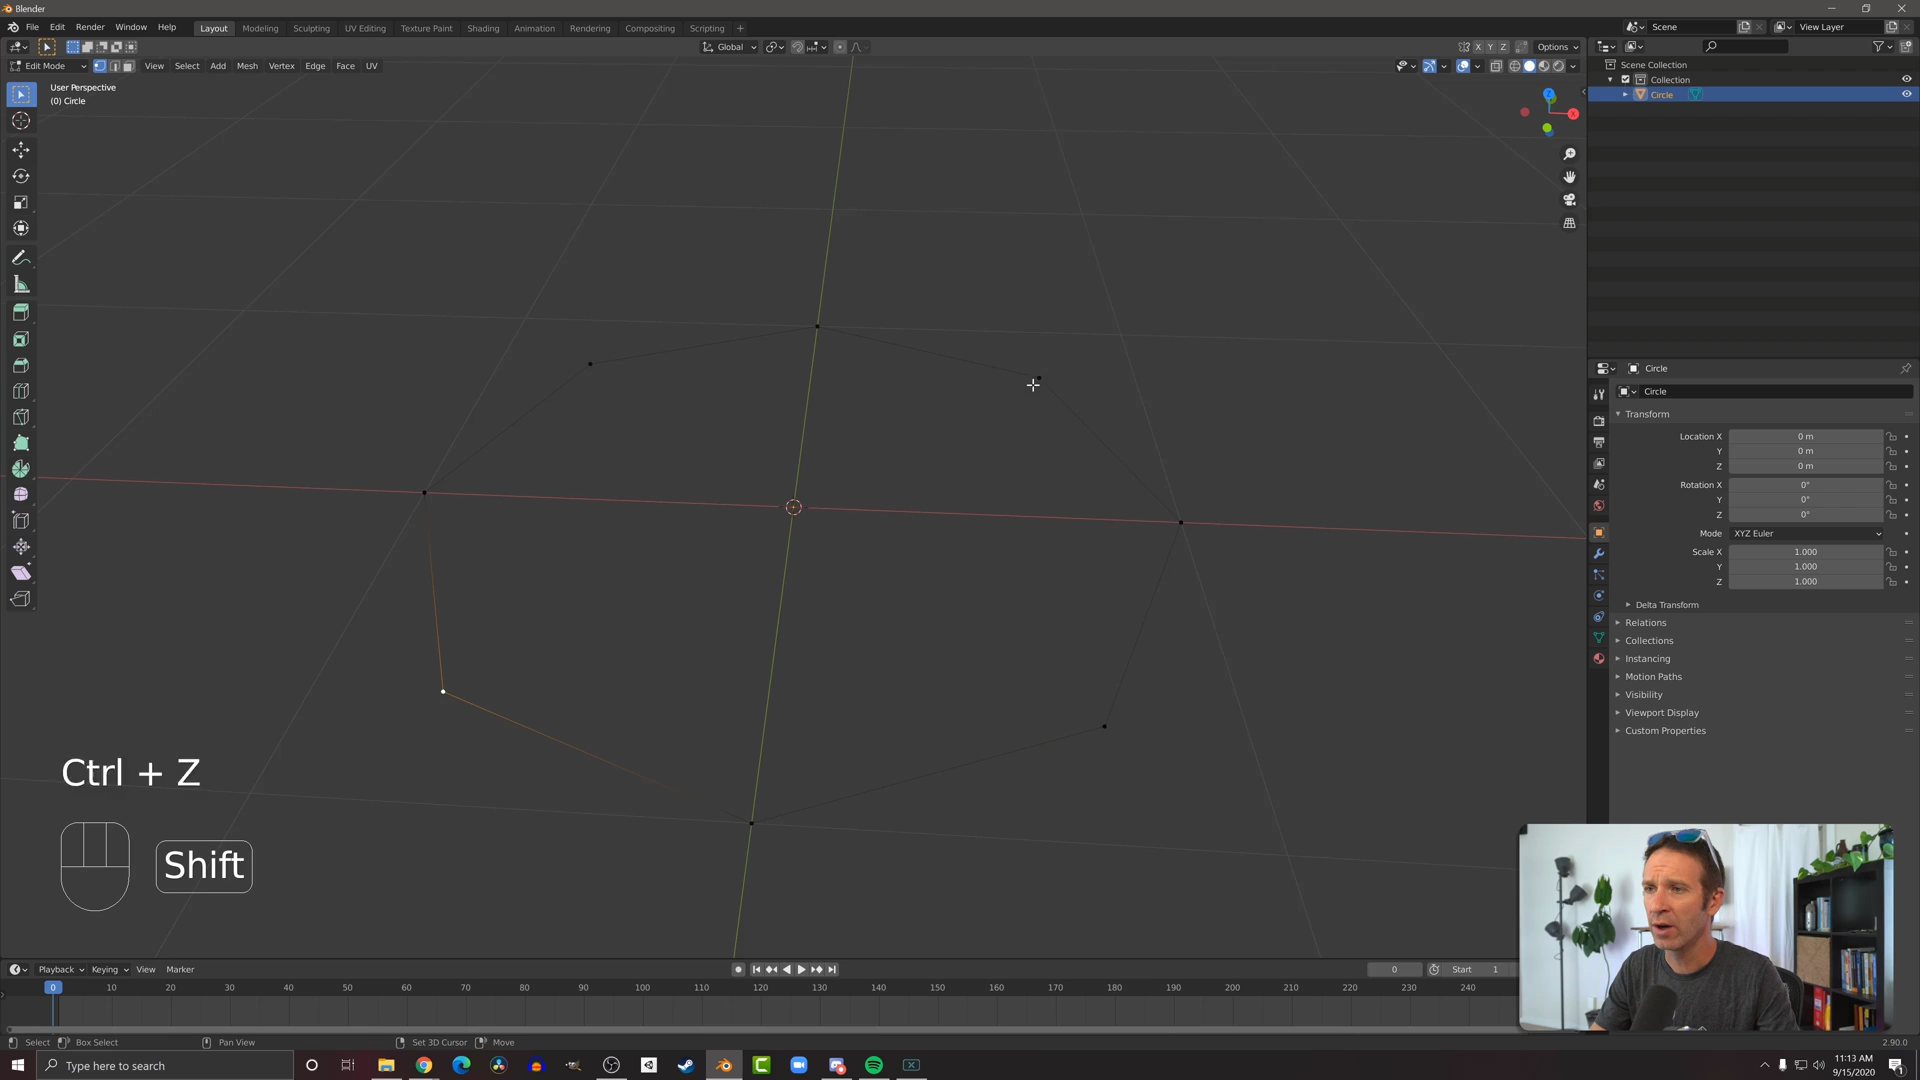 Blender
File Edit Render Window Help
Layout Modeling Sculpting UV Editing Texture Paint Shading Animation Rendering Compositing Scripting +
Scene
View Layer
Global
X Y Z
Options
Edit Mode View Select Add Mesh Vertex Edge Face UV
User Perspective
(0) Circle
Z
X
Scene Collection
Collection
Circle
Circle
Circle
Transform
Location X 0 m
Y 0 m
Z 0 m
Rotation X 0°
Y 0°
Z 0°
Mode XYZ Euler
Scale X 1.000
Y 1.000
Z 1.000
Delta Transform
Relations
Collections
Instancing
Motion Paths
Visibility
Viewport Display
Custom Properties
Ctrl + Z
Shift
Playback Keying View Marker
0 Start 1
0 10 20 30 40 50 60 70 80 90 100 110 120 130 140 150 160 170 180 190 200 210 220 230 240
Select Box Select Pan View Set 3D Cursor Move 2.90.0
Type here to search
11:13 AM
9/15/2020
1